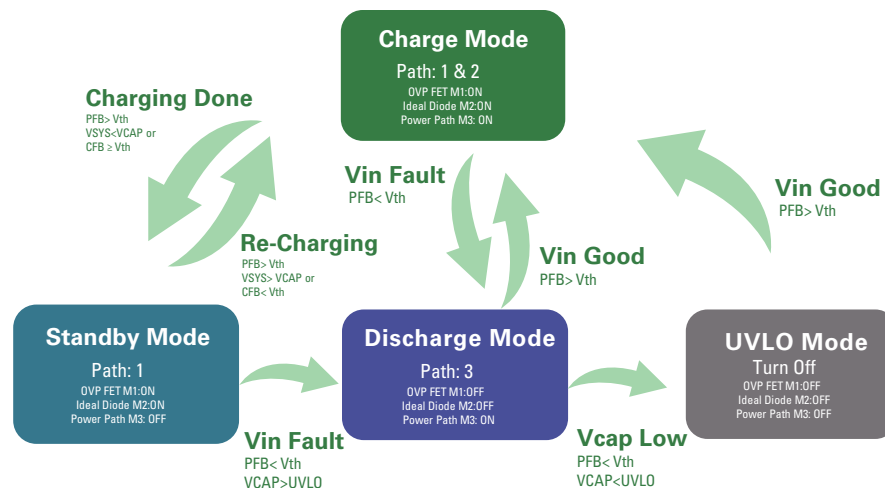 Charge Mode
Path: 1 & 2
OVP FET M1:ON
Ideal Diode M2:ON
Power Path M3: ON
Charging Done
PFB> Vth
VSYS<VCAP or
CFB ≥ Vth
Vin Fault
PFB< Vth
Vin Good
PFB> Vth
Re-Charging
PFB> Vth
VSYS> VCAP or
CFB< Vth
Vin Good
PFB> Vth
Standby Mode
Path: 1
OVP FET M1:ON
Ideal Diode M2:ON
Power Path M3: OFF
Discharge Mode
Path: 3
OVP FET M1:OFF
Ideal Diode M2:OFF
Power Path M3: ON
UVLO Mode
Turn Off
OVP FET M1:OFF
Ideal Diode M2:OFF
Power Path M3: OFF
Vin Fault
PFB< Vth
VCAP>UVLO
Vcap Low
PFB< Vth
VCAP<UVLO